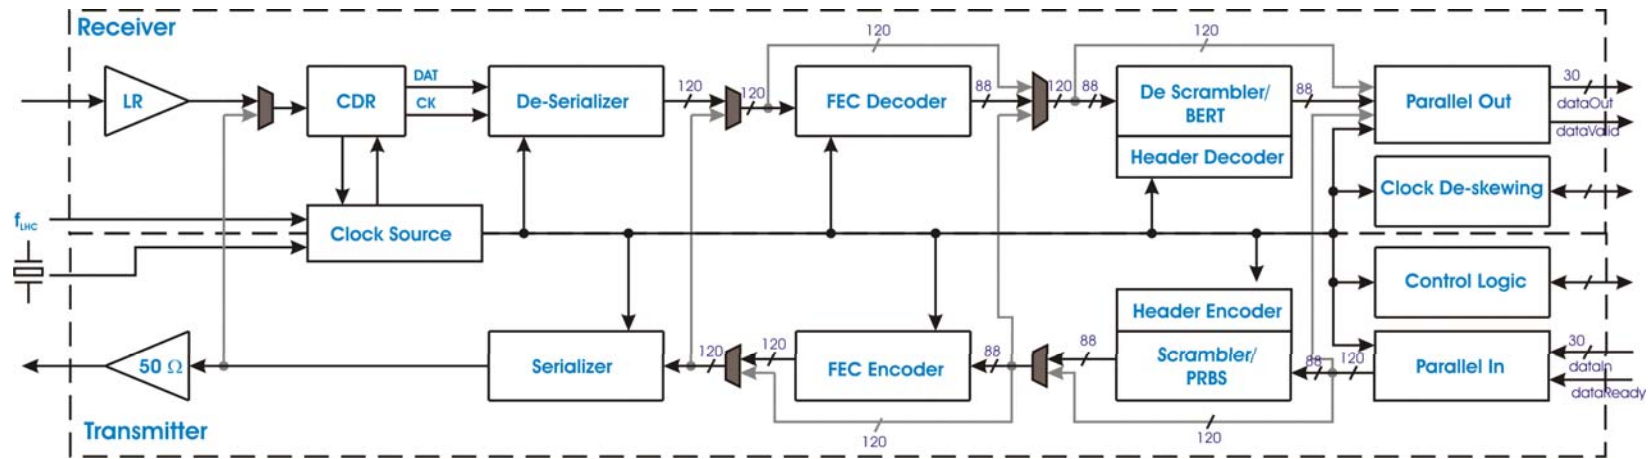 Receiver
120
120
LR
CDR
DAT
CK
De-Serializer
120
120
FEC Decoder
88
120
88
De Scrambler/
BERT
Header Decoder
88
Parallel Out
30
dataOut
dataValid
Clock De-skewing
fLHC
Clock Source
Control Logic
50 Ω
Serializer
120
120
FEC Encoder
88
88
Header Encoder
Scrambler/
PRBS
88
120
Parallel In
30
dataIn
dataReady
Transmitter
120
120